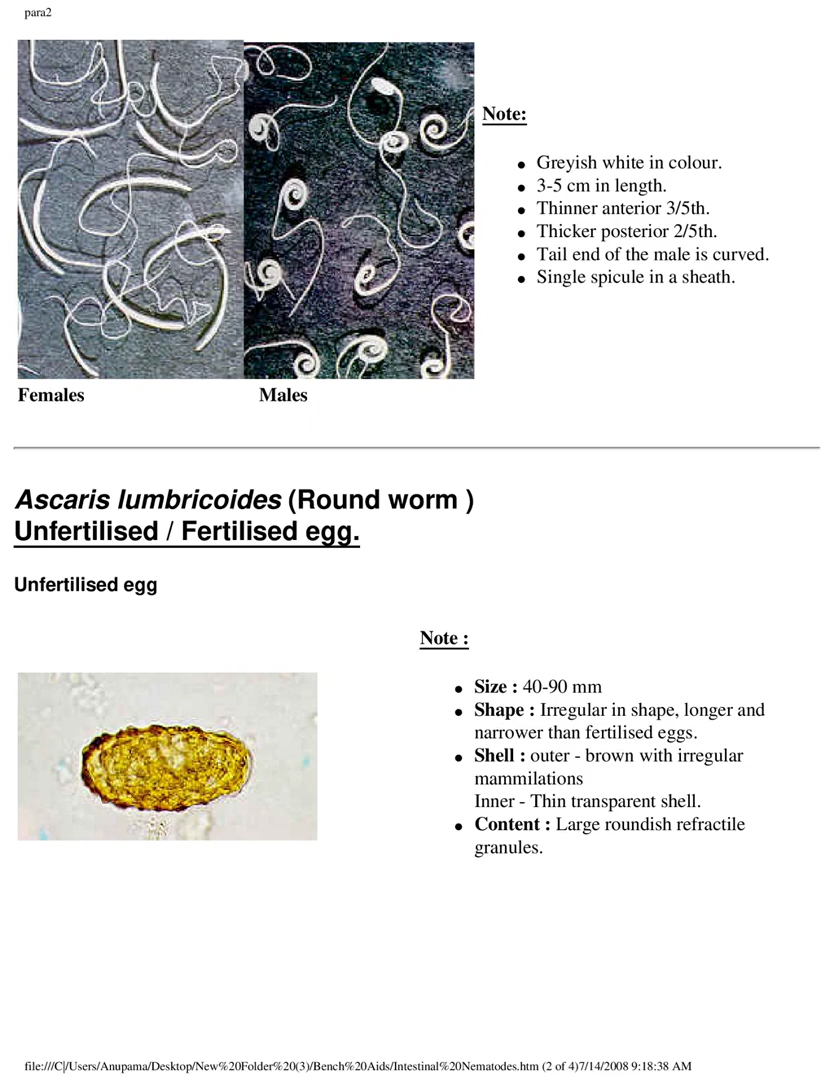 para2
Note:
● Greyish white in colour.
● 3-5 cm in length.
● Thinner anterior 3/5th.
● Thicker posterior 2/5th.
● Tail end of the male is curved.
● Single spicule in a sheath.
Females Males
Ascaris lumbricoides (Round worm )
Unfertilised / Fertilised egg.
Unfertilised egg
Note :
● Size : 40-90 mm
● Shape : Irregular in shape, longer and
narrower than fertilised eggs.
● Shell : outer - brown with irregular
mammilations
Inner - Thin transparent shell.
● Content : Large roundish refractile
granules.
file:///C|/Users/Anupama/Desktop/New%20Folder%20(3)/Bench%20Aids/Intestinal%20Nematodes.htm (2 of 4)7/14/2008 9:18:38 AM